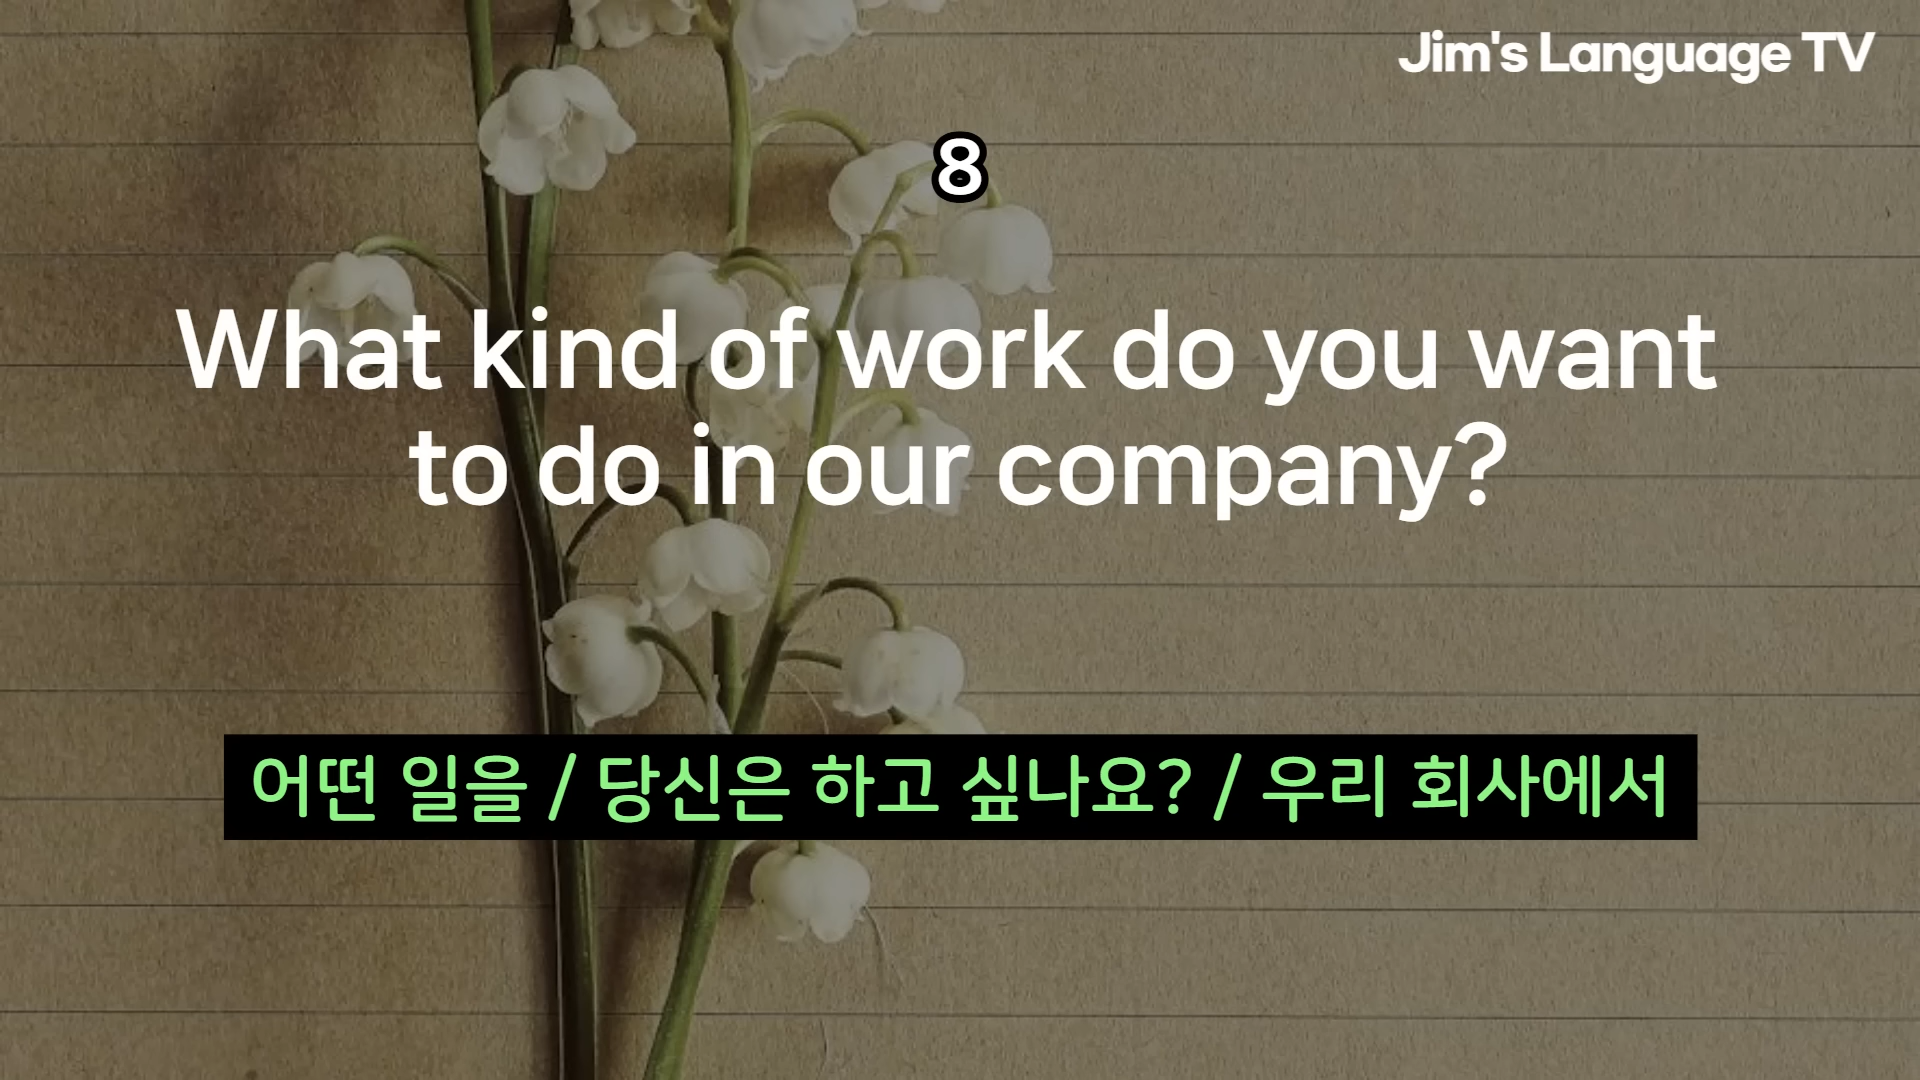 Jim's Language TV
8
What kind of work do you want
to do in our company?
어떤 일을 / 당신은 하고 싶나요? / 우리 회사에서